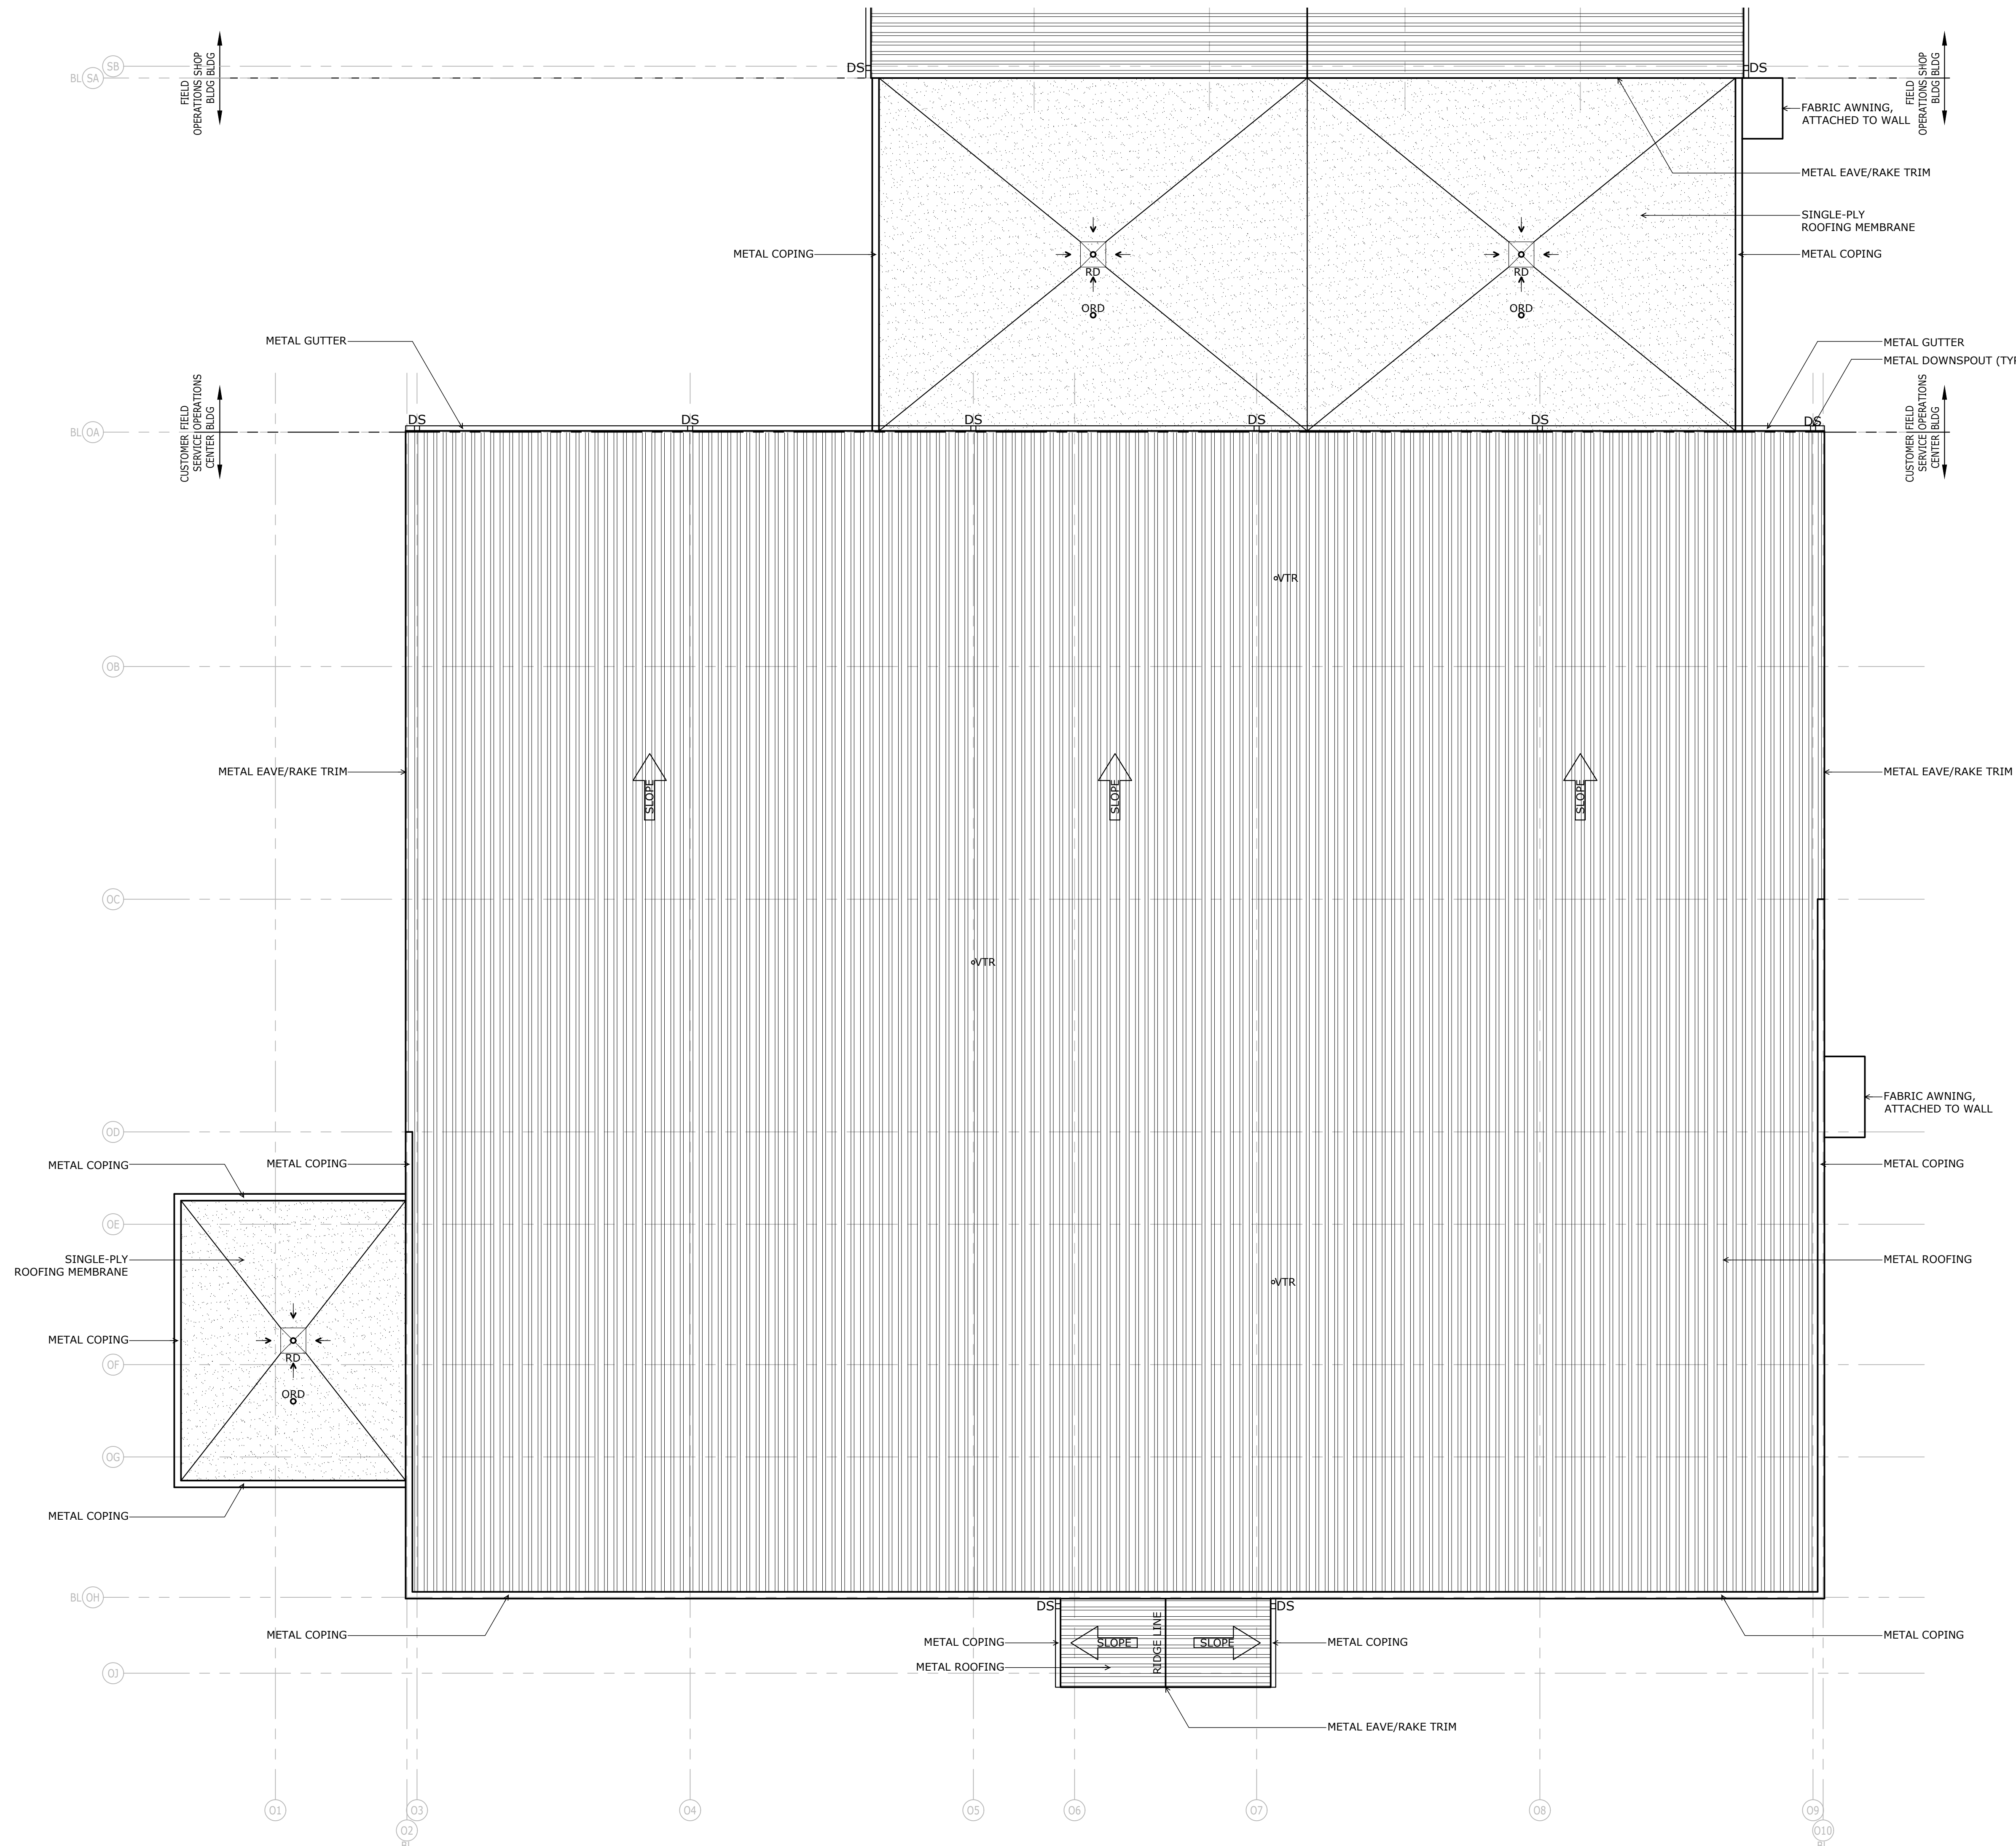 SB
BL SA
FIELD
OPERATIONS SHOP
BLDG BLDG
DS
DS
FIELD
OPERATIONS SHOP
BLDG BLDG
FABRIC AWNING,
ATTACHED TO WALL
METAL EAVE/RAKE TRIM
SINGLE-PLY
ROOFING MEMBRANE
METAL COPING
METAL COPING
RD
RD
ORD
ORD
METAL GUTTER
METAL GUTTER
METAL DOWNSPOUT (TYP
BL OA
CUSTOMER FIELD
SERVICE OPERATIONS
CENTER BLDG
DS
DS
DS
DS
DS
DS
CUSTOMER FIELD
SERVICE OPERATIONS
CENTER BLDG
VTR
OB
METAL EAVE/RAKE TRIM
SLOPE
SLOPE
SLOPE
METAL EAVE/RAKE TRIM
OC
VTR
FABRIC AWNING,
ATTACHED TO WALL
OD
METAL COPING
METAL COPING
METAL COPING
OE
SINGLE-PLY
ROOFING MEMBRANE
METAL ROOFING
VTR
METAL COPING
RD
OF
ORD
OG
METAL COPING
BL OH
DS
DS
METAL COPING
METAL COPING
SLOPE
RIDGE LINE
SLOPE
METAL COPING
METAL COPING
METAL ROOFING
OJ
METAL EAVE/RAKE TRIM
O1
O3
O4
O5
O6
O7
O8
O9
O2
O10